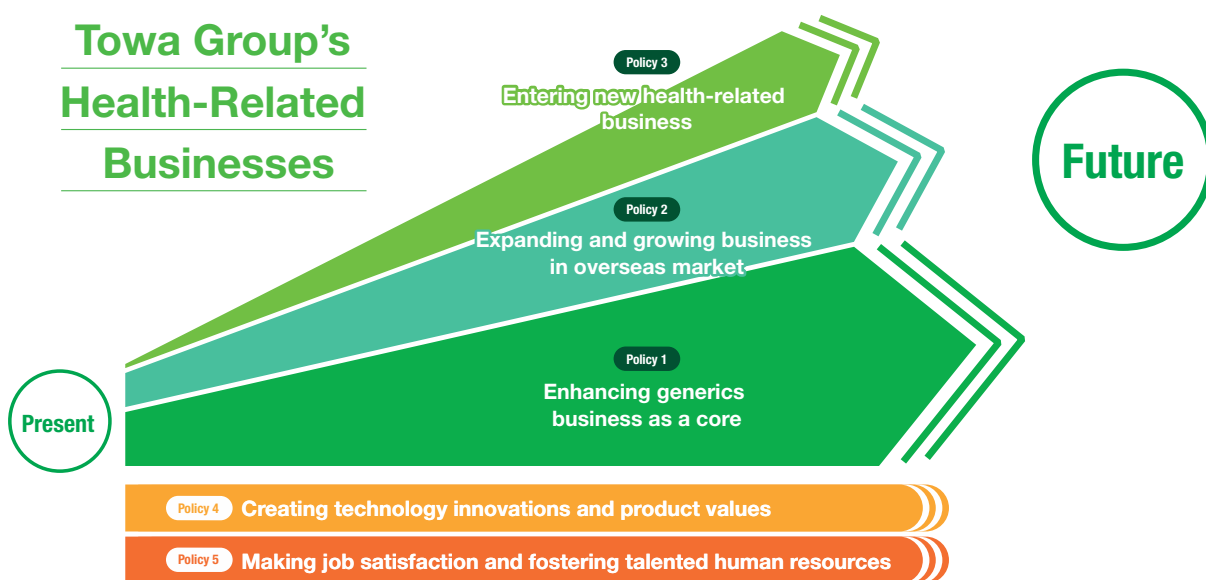 Towa Group's
Health-Related
Businesses
Policy 3
Entering new health-related
business
Future
Policy 2
Expanding and growing business
in overseas market
Policy 1
Enhancing generics
business as a core
Present
Policy 4 Creating technology innovations and product values
Policy 5 Making job satisfaction and fostering talented human resources